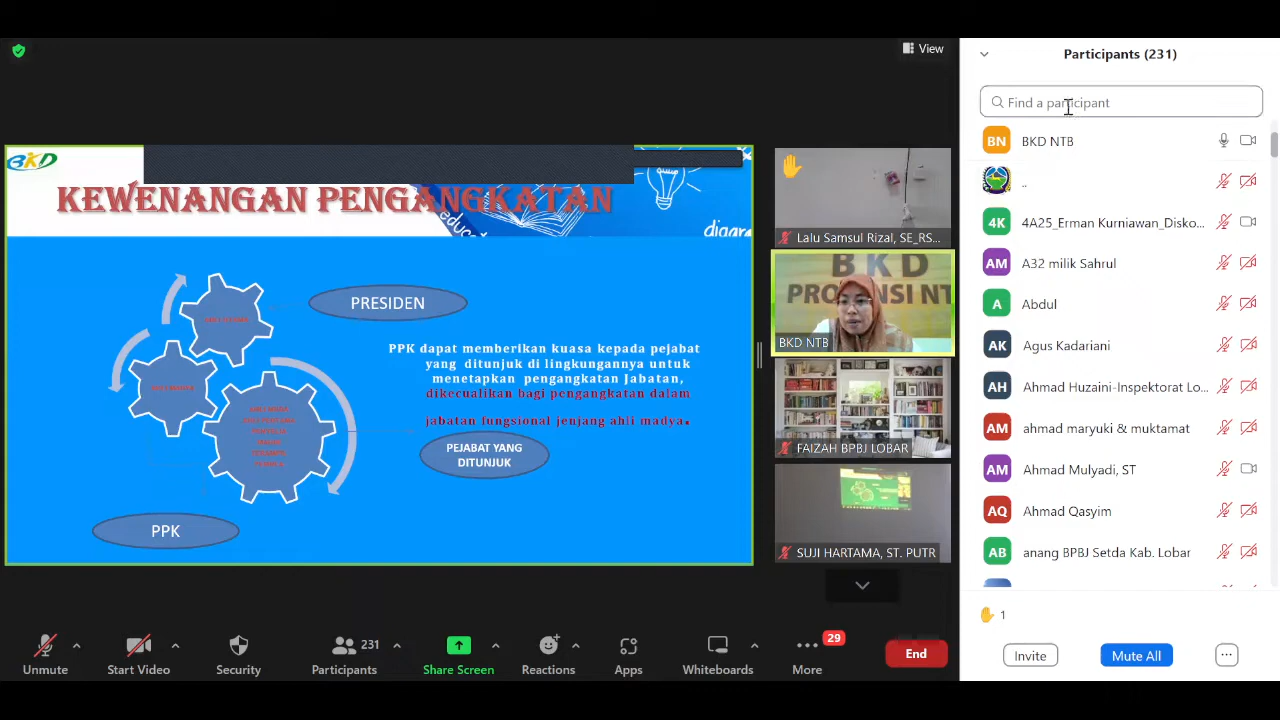 View
Participants (231)
Find a participant
BN BKD NTB
..
4K 4A25_Erman Kurniawan_Disko...
AM A32 milik Sahrul
A Abdul
AK Agus Kadariani
AH Ahmad Huzaini-Inspektorat Lo...
AM ahmad maryuki & muktamat
AM Ahmad Mulyadi, ST
AQ Ahmad Qasyim
AB anang BPBJ Setda Kab. Lobar
1
Invite
Mute All
BKD
KEWENANGAN PENGANGKATAN
PRESIDEN
PPK dapat memberikan kuasa kepada pejabat
yang ditunjuk di lingkungannya untuk
menetapkan pengangkatan Jabatan,
dikecualikan bagi pengangkatan dalam
jabatan fungsional jenjang ahli madya.
PEJABAT YANG
DITUNJUK
PPK
Lalu Samsul Rizal, SE_RS...
BKD
PROVINSI NT
BKD NTB
FAIZAH BPBJ LOBAR
SUJI HARTAMA, ST. PUTR
Unmute
Start Video
Security
231
Participants
Share Screen
Reactions
Apps
Whiteboards
29
More
End